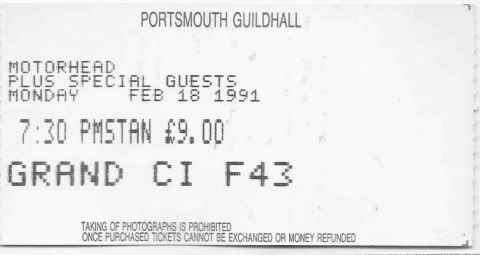 PORTSMOUTH GUILDHALL
MOTORHEAD
PLUS SPECIAL GUESTS
MONDAY FEB 18 1991
7:30 PMSTAN £9.00
GRAND CI F43
TAKING OF PHOTOGRAPHS IS PROHIBITED
ONCE PURCHASED TICKETS CANNOT BE EXCHANGED OR MONEY REFUNDED